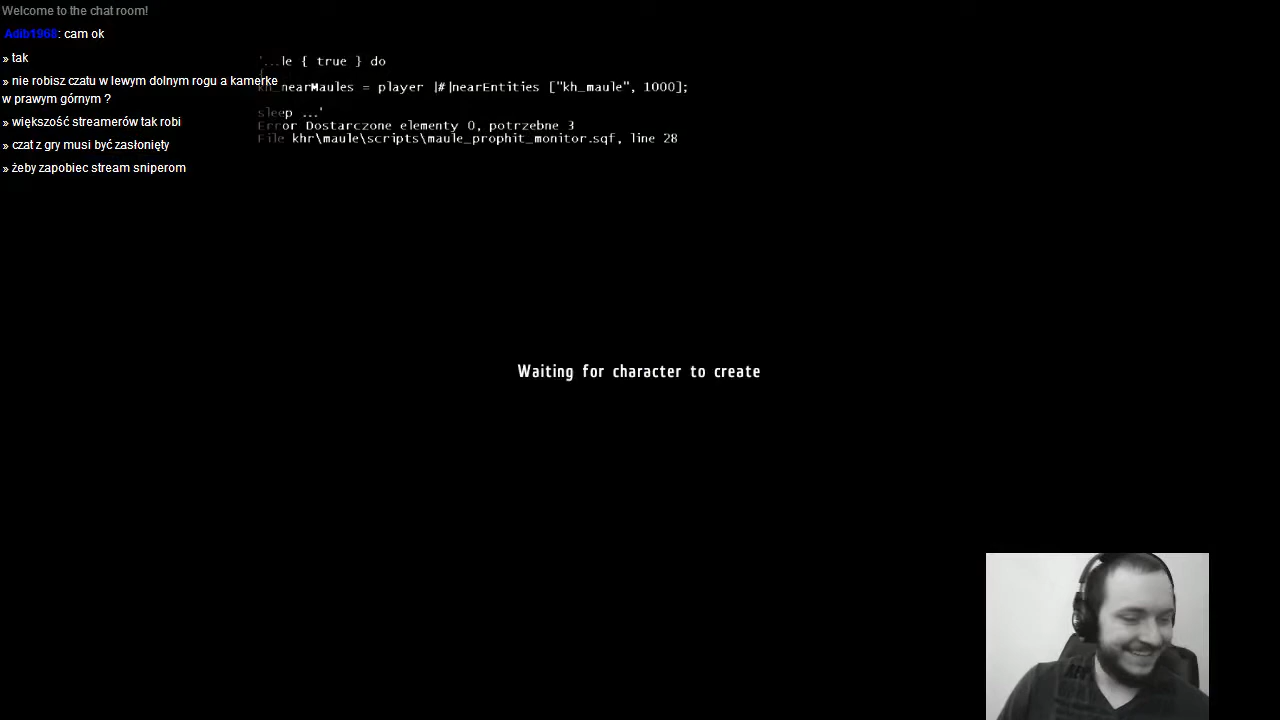 Welcome to the chat room!
Adib1968: cam ok
» tak
» nie robisz czatu w lewym dolnym rogu a kamerke
w prawym górnym ?
» większość streamerów tak robi
» czat z gry musi być zasłonięty
» żeby zapobiec stream sniperom
'...le { true } do
kh_nearMaules = player |#|nearEntities ["kh_maule", 1000];
sleep ...'
Error Dostarczone elementy 0, potrzebne 3
File khr\maule\scripts\maule_prophit_monitor.sqf, line 28
Waiting for character to create